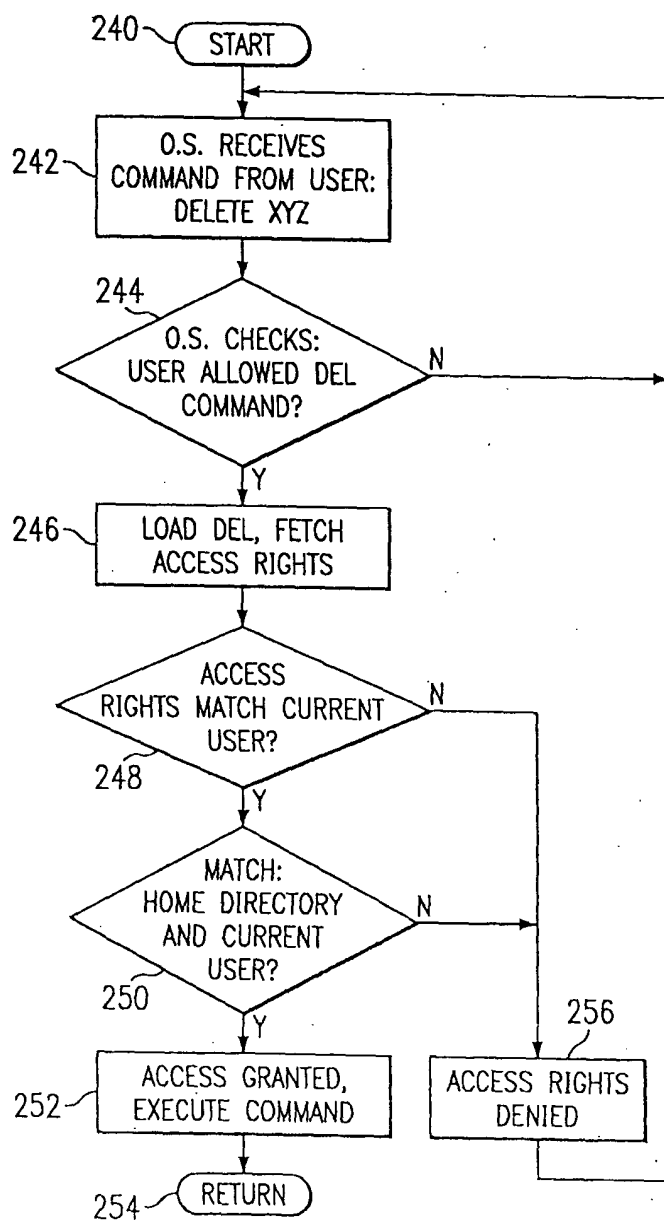 240
START
242
O.S. RECEIVES
COMMAND FROM USER:
DELETE XYZ
244
O.S. CHECKS:
USER ALLOWED DEL
COMMAND?
N
Y
246
LOAD DEL, FETCH
ACCESS RIGHTS
ACCESS
RIGHTS MATCH CURRENT
USER?
N
248
Y
MATCH:
HOME DIRECTORY
AND CURRENT
USER?
N
250
Y
256
252
ACCESS GRANTED,
EXECUTE COMMAND
ACCESS RIGHTS
DENIED
254
RETURN